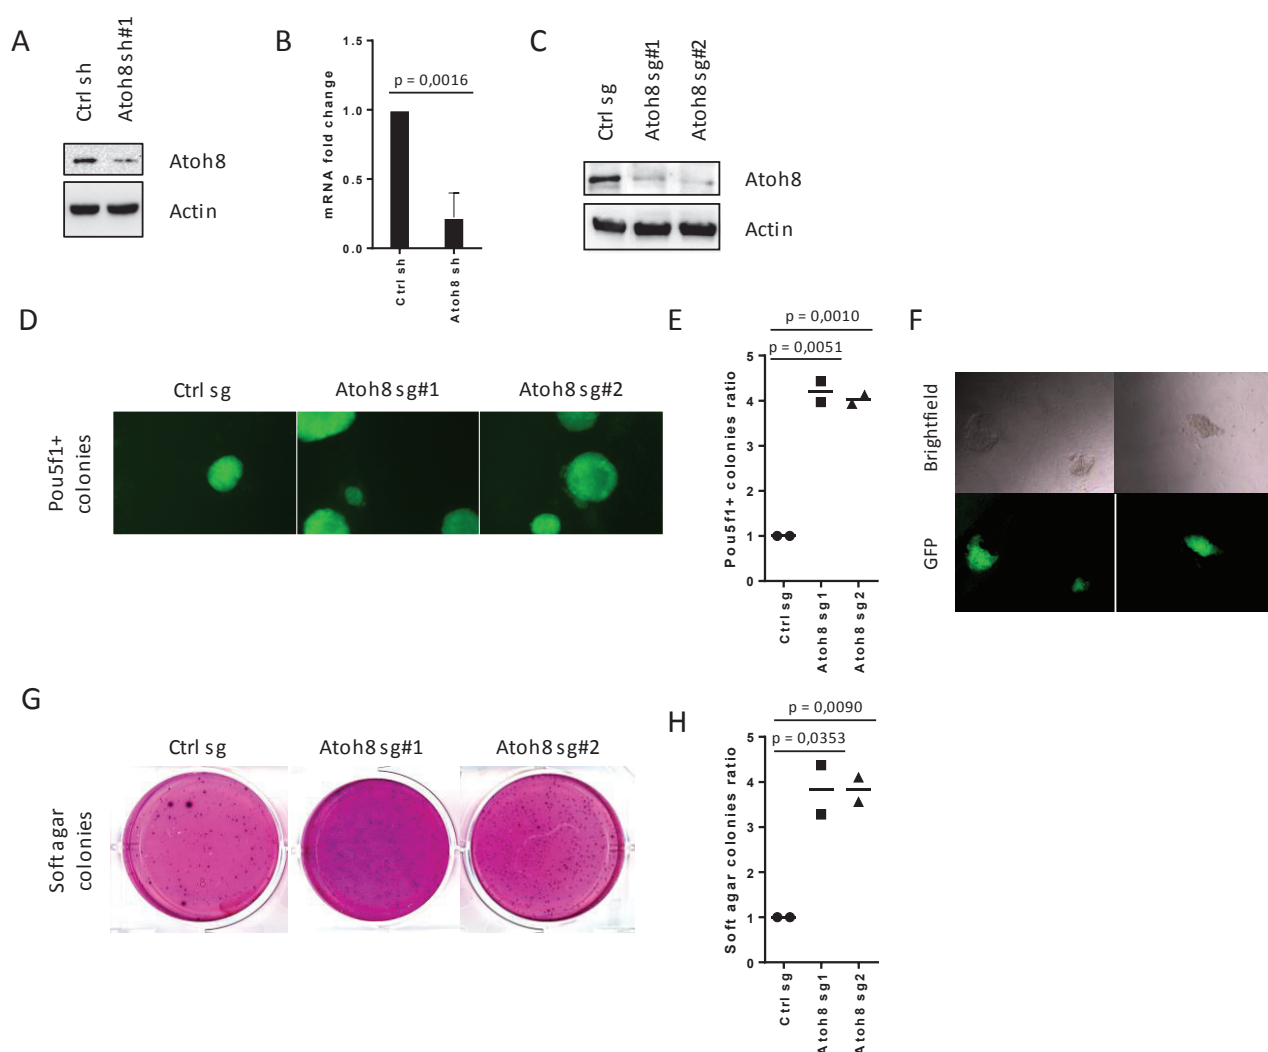 A
Ctrl sh
Atoh8 sh#1
Atoh8
Actin
B
mRNA fold change
1.5
1.0
0.5
0.0
p = 0,0016
Ctrl sh
Atoh8 sh
C
Ctrl sg
Atoh8 sg#1
Atoh8 sg#2
Atoh8
Actin
D
Ctrl sg
Atoh8 sg#1
Atoh8 sg#2
Pou5f1+
colonies
E
p = 0,0010
p = 0,0051
Pou5f1+ colonies ratio
5
4
3
2
1
0
Ctrl sg
Atoh8 sg1
Atoh8 sg2
F
Brightfield
GFP
G
Ctrl sg
Atoh8 sg#1
Atoh8 sg#2
Soft agar
colonies
H
p = 0,0090
p = 0,0353
Soft agar colonies ratio
5
4
3
2
1
0
Ctrl sg
Atoh8 sg1
Atoh8 sg2